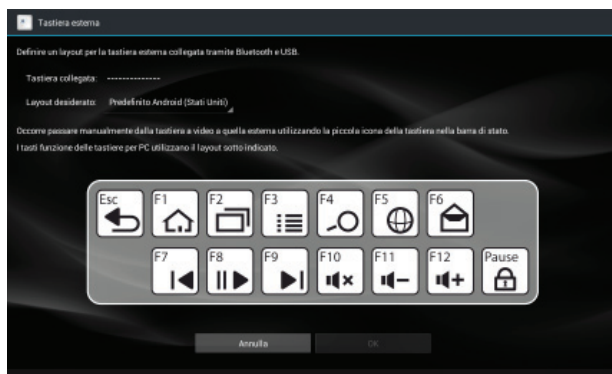 Tastiera esterna
Definire un layout per la tastiera esterna collegata tramite Bluetooth e USB.
Tastiera collegata: --------------
Layout desiderato: Predefinito Android (Stati Uniti)
Occorre passare manualmente dalla tastiera a video a quella esterna utilizzando la piccola icona della tastiera nella barra di stato.
I tasti funzione delle tastiere per PC utilizzano il layout sotto indicato.
Esc F1 F2 F3 F4 F5 F6
F7 F8 F9 F10 F11 F12 Pause
Annulla OK